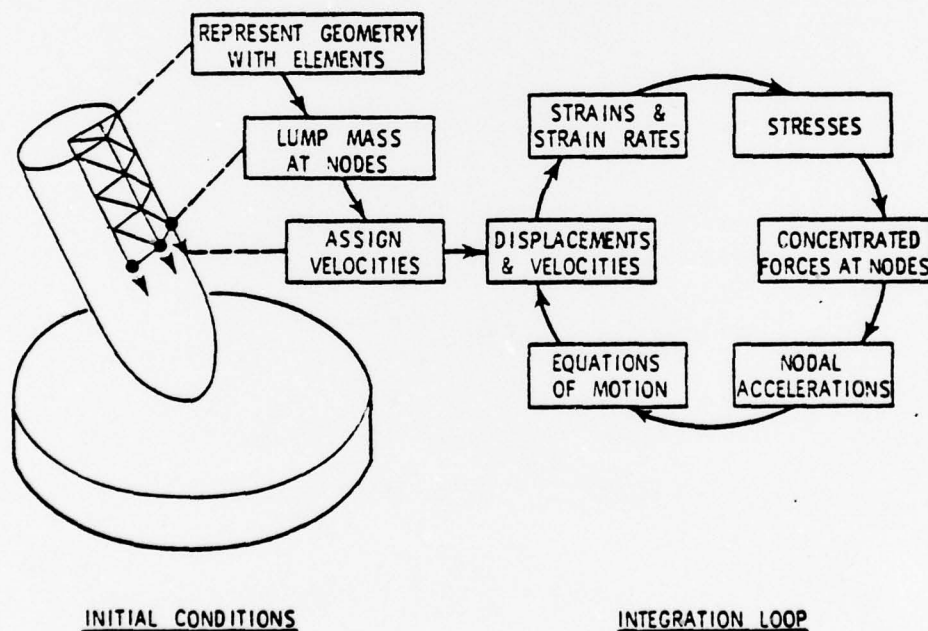 REPRESENT GEOMETRY
WITH ELEMENTS
LUMP MASS
AT NODES
ASSIGN
VELOCITIES
DISPLACEMENTS
& VELOCITIES
STRAINS &
STRAIN RATES
STRESSES
CONCENTRATED
FORCES AT NODES
NODAL
ACCELERATIONS
EQUATIONS
OF MOTION
INITIAL CONDITIONS
INTEGRATION LOOP